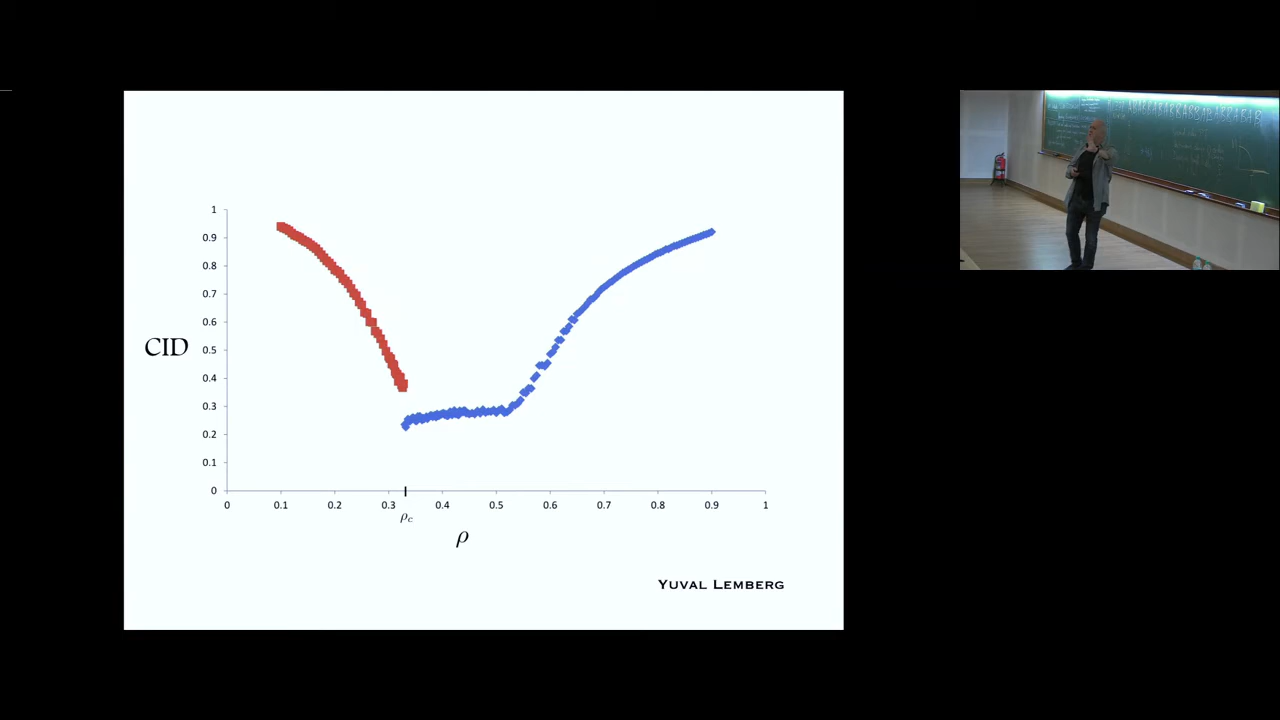 1
0.9
0.8
0.7
0.6
CID
0.5
0.4
0.3
0.2
0.1
0
0 0.1 0.2 0.3 0.4 0.5 0.6 0.7 0.8 0.9 1
ρc
ρ
YUVAL LEMBERG